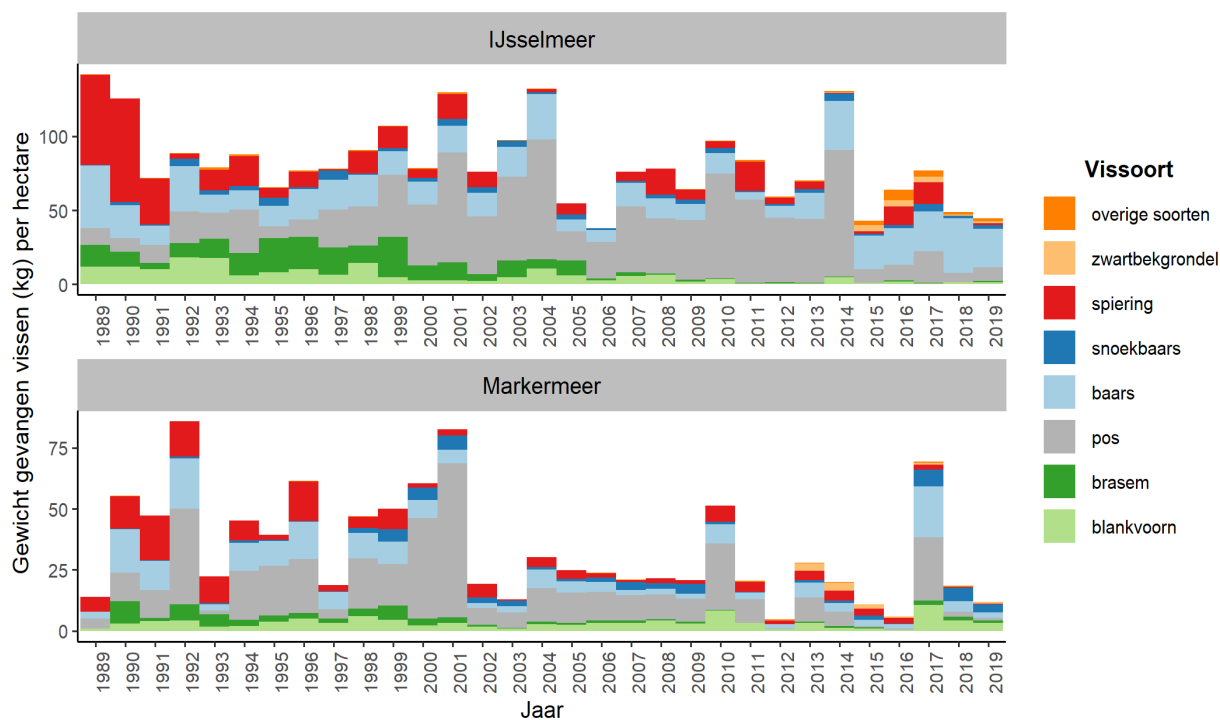 IJsselmeer
Gewicht gevangen vissen (kg) per hectare
100
50
0
1989 1990 1991 1992 1993 1994 1995 1996 1997 1998 1999 2000 2001 2002 2003 2004 2005 2006 2007 2008 2009 2010 2011 2012 2013 2014 2015 2016 2017 2018 2019
Markermeer
75
50
25
0
1989 1990 1991 1992 1993 1994 1995 1996 1997 1998 1999 2000 2001 2002 2003 2004 2005 2006 2007 2008 2009 2010 2011 2012 2013 2014 2015 2016 2017 2018 2019
Jaar
Vissoort
overige soorten
zwartbekgrondel
spiering
snoekbaars
baars
pos
brasem
blankvoorn